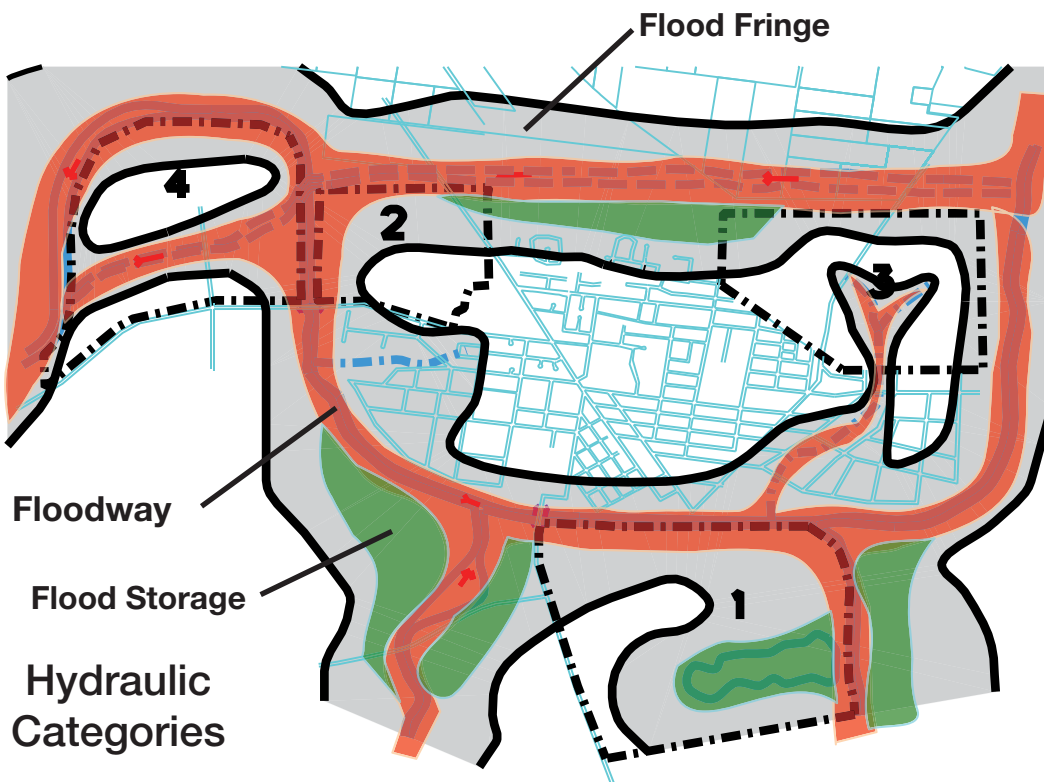 Flood Fringe
4
2
3
Floodway
Flood Storage
1
Hydraulic
Categories